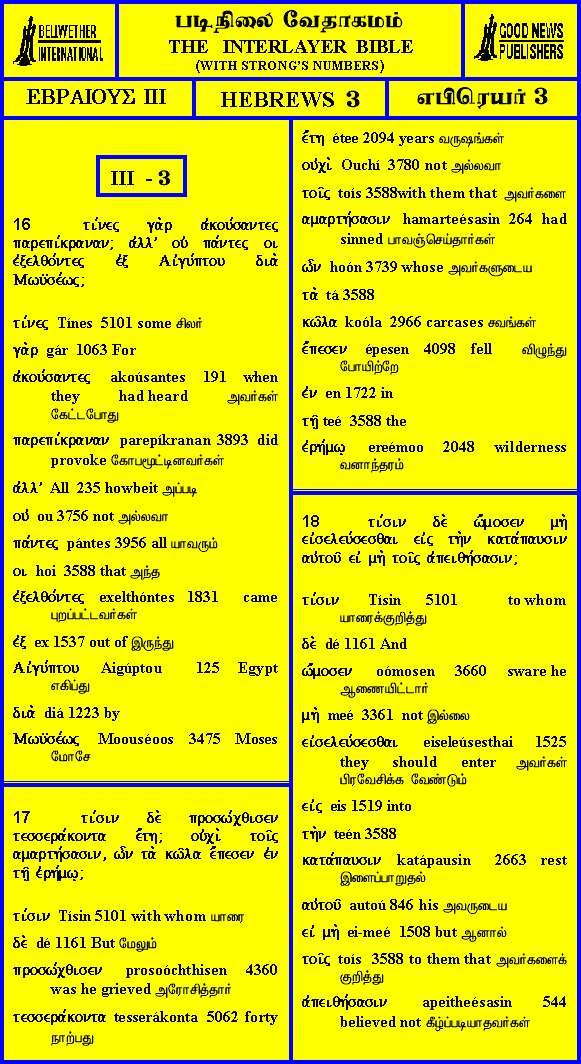 BELLWETHER
INTERNATIONAL
படிநிலை வேதாகமம்
THE INTERLAYER BIBLE
(WITH STRONG'S NUMBERS)
GOOD NEWS
PUBLISHERS
ΕΒΡΑΙΟΥΣ III
HEBREWS 3
எபிரெயர் 3
III - 3
16 τίνες γὰρ ἀκούσαντες
παρεπίκραναν; ἀλλ’ οὐ πάντες οι
ἐξελθόντες ἐξ Αἰγύπτου διὰ
Μωϋσέως;
τίνες Tínes 5101 some சிலர்
γὰρ gár 1063 For
ἀκούσαντες akoúsantes 191 when
they had heard அவர்கள்
கேட்டபோது
παρεπίκραναν parepíkranan 3893 did
provoke கோபமூட்டினவர்கள்
ἀλλ’ All 235 howbeit அப்படி
οὐ ou 3756 not அல்லவா
πάντες pántes 3956 all யாவரும்
οι hoi 3588 that அந்த
ἐξελθόντες exelthóntes 1831 came
புறப்பட்டவர்கள்
ἐξ ex 1537 out of இருந்து
Αἰγύπτου Aigúptou 125 Egypt
எகிப்து
διὰ diá 1223 by
Μωϋσέως Moouséoos 3475 Moses
மோசே
17 τίσιν δὲ προσώχθισεν
τεσσεράκοντα ἔτη; οὐχὶ τοῖς
αμαρτήσασιν, ὧν τὰ κῶλα ἔπεσεν ἐν
τῇ ἐρήμῳ;
τίσιν Tísin 5101 with whom யாரை
δὲ dé 1161 But மேலும்
προσώχθισεν prosoóchthisen 4360
was he grieved அரோசித்தார்
τεσσεράκοντα tesserákonta 5062 forty
நாற்பது
ἔτη étee 2094 years வருஷங்கள்
οὐχὶ Ouchí 3780 not அல்லவா
τοῖς toís 3588with them that அவர்களை
αμαρτήσασιν hamarteésasin 264 had
sinned பாவஞ்செய்தார்கள்
ὧν hoón 3739 whose அவர்களுடைய
τὰ tá 3588
κῶλα koóla 2966 carcases சவங்கள்
ἔπεσεν épesen 4098 fell விழுந்து
போயிற்றே
ἐν en 1722 in
τῇ teé 3588 the
ἐρήμῳ ereémoo 2048 wilderness
வனாந்தரம்
18 τίσιν δὲ ὤμοσεν μὴ
εἰσελεύσεσθαι εἰς τὴν κατάπαυσιν
αὐτοῦ εἰ μὴ τοῖς ἀπειθήσασιν;
τίσιν Tísin 5101 to whom
யாரைக்குறித்து
δὲ dé 1161 And
ὤμοσεν oómosen 3660 sware he
ஆணையிட்டார்
μὴ meé 3361 not இல்லை
εἰσελεύσεσθαι eiseleúsesthai 1525
they should enter அவர்கள்
பிரவேசிக்க வேண்டும்
εἰς eis 1519 into
τὴν teén 3588
κατάπαυσιν katápausin 2663 rest
இளைப்பாறுதல்
αὐτοῦ autoú 846 his அவருடைய
εἰ μὴ ei-meé 1508 but ஆனால்
τοῖς toís 3588 to them that அவர்களைக்
குறித்து
ἀπειθήσασιν apeitheésasin 544
believed not கீழ்ப்படியாதவர்கள்